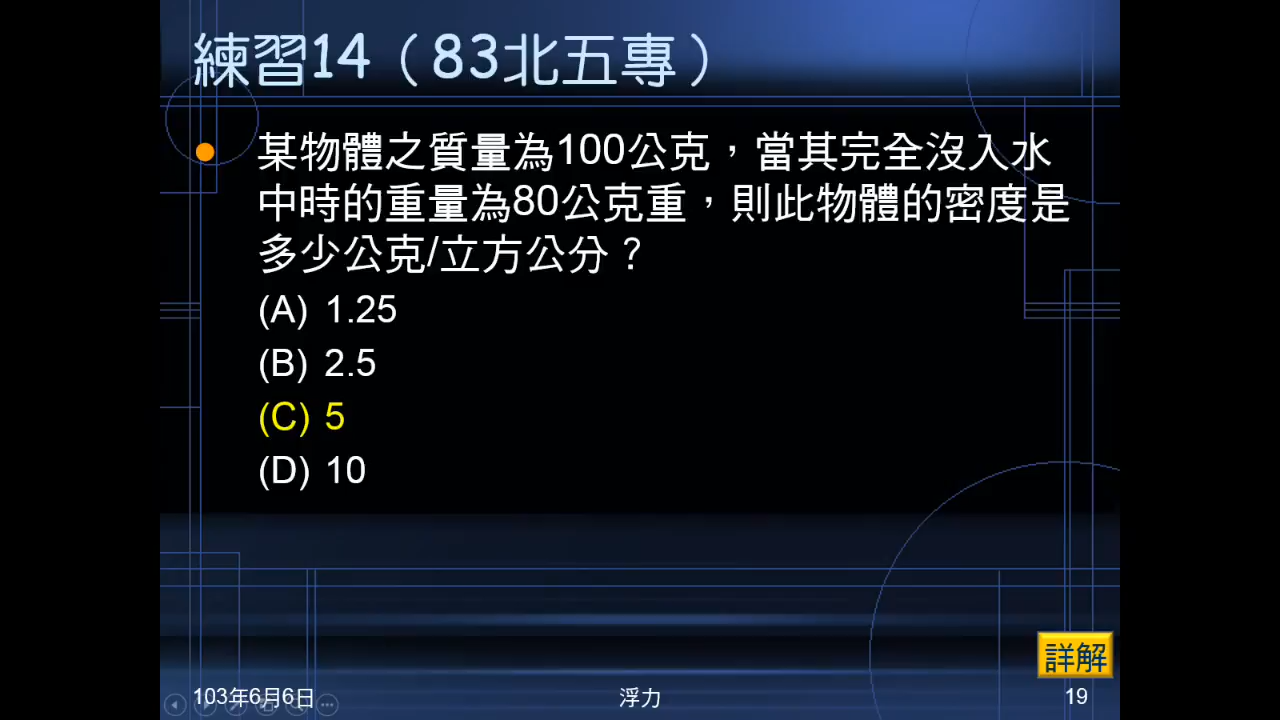 練習14（83北五專）
某物體之質量為100公克，當其完全沒入水
中時的重量為80公克重，則此物體的密度是
多少公克/立方公分？
(A) 1.25
(B) 2.5
(C) 5
(D) 10
詳解
103年6月6日
浮力
19